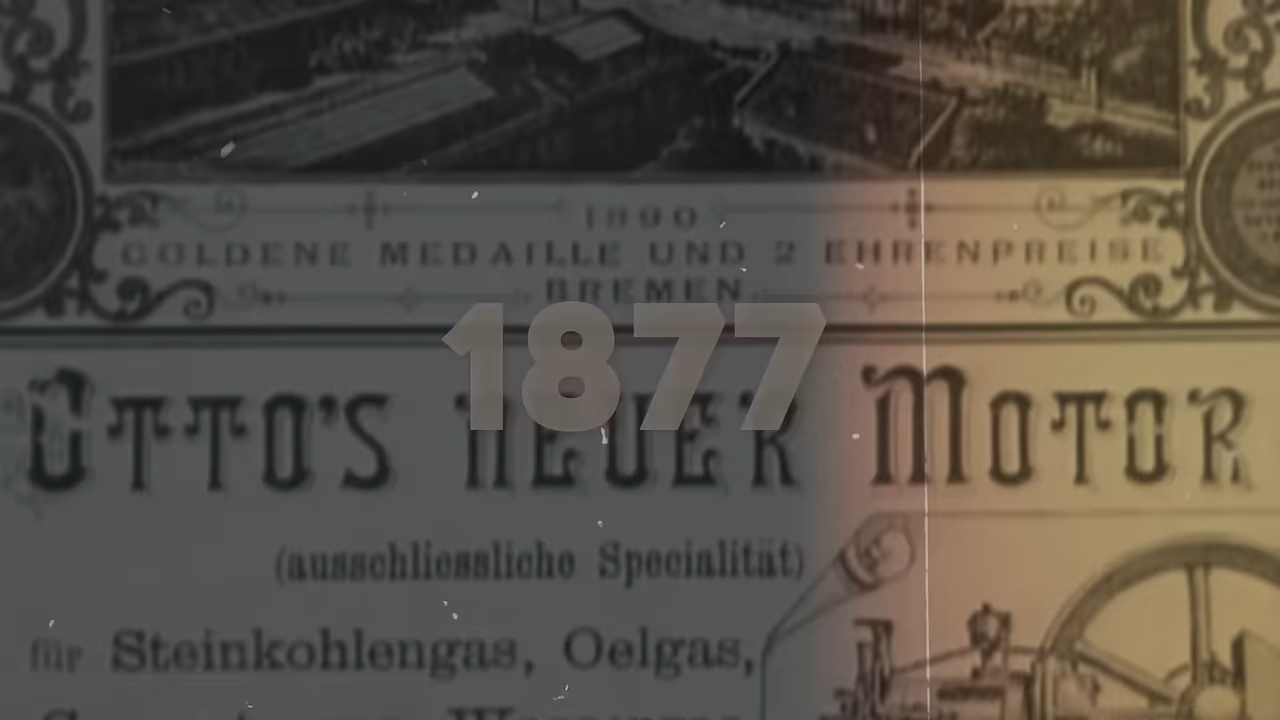 1890
GOLDENE MEDAILLE UND 2 EHRENPREISE
BREMEN
1877
OTTO'S NEUER MOTOR
(ausschliessliche Specialität)
für Steinkohlengas, Oelgas,